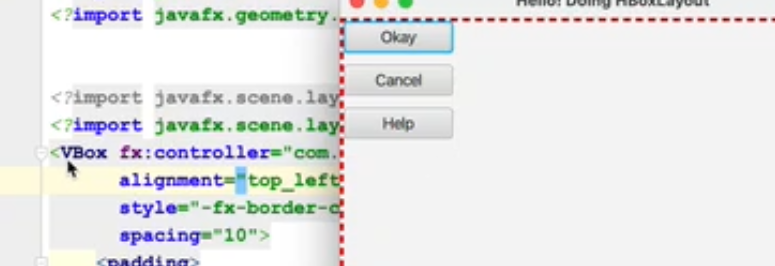 <?import javafx.geometry.
<?import javafx.scene.lay
<?import javafx.scene.lay
<VBox fx:controller="com.
alignment="top_left
style="-fx-border-c
spacing="10">
<padding>
Hello! Doing HBoxLayout
Okay
Cancel
Help